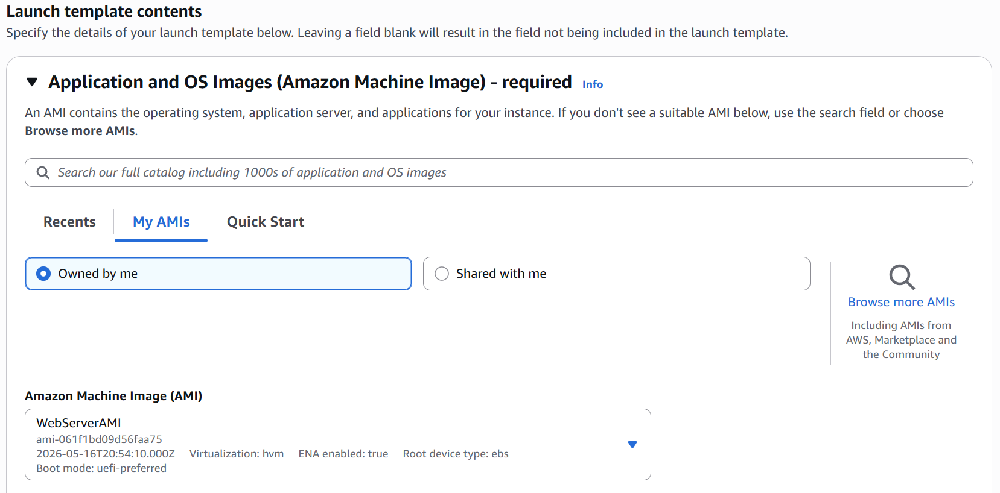 Launch template contents
Specify the details of your launch template below. Leaving a field blank will result in the field not being included in the launch template.
Application and OS Images (Amazon Machine Image) - required Info
An AMI contains the operating system, application server, and applications for your instance. If you don't see a suitable AMI below, use the search field or choose
Browse more AMIs.
Search our full catalog including 1000s of application and OS images
Recents My AMIs Quick Start
Owned by me Shared with me
Browse more AMIs
Including AMIs from
AWS, Marketplace and
the Community
Amazon Machine Image (AMI)
WebServerAMI
ami-061f1bd09d56faa75
2026-05-16T20:54:10.000Z Virtualization: hvm ENA enabled: true Root device type: ebs
Boot mode: uefi-preferred